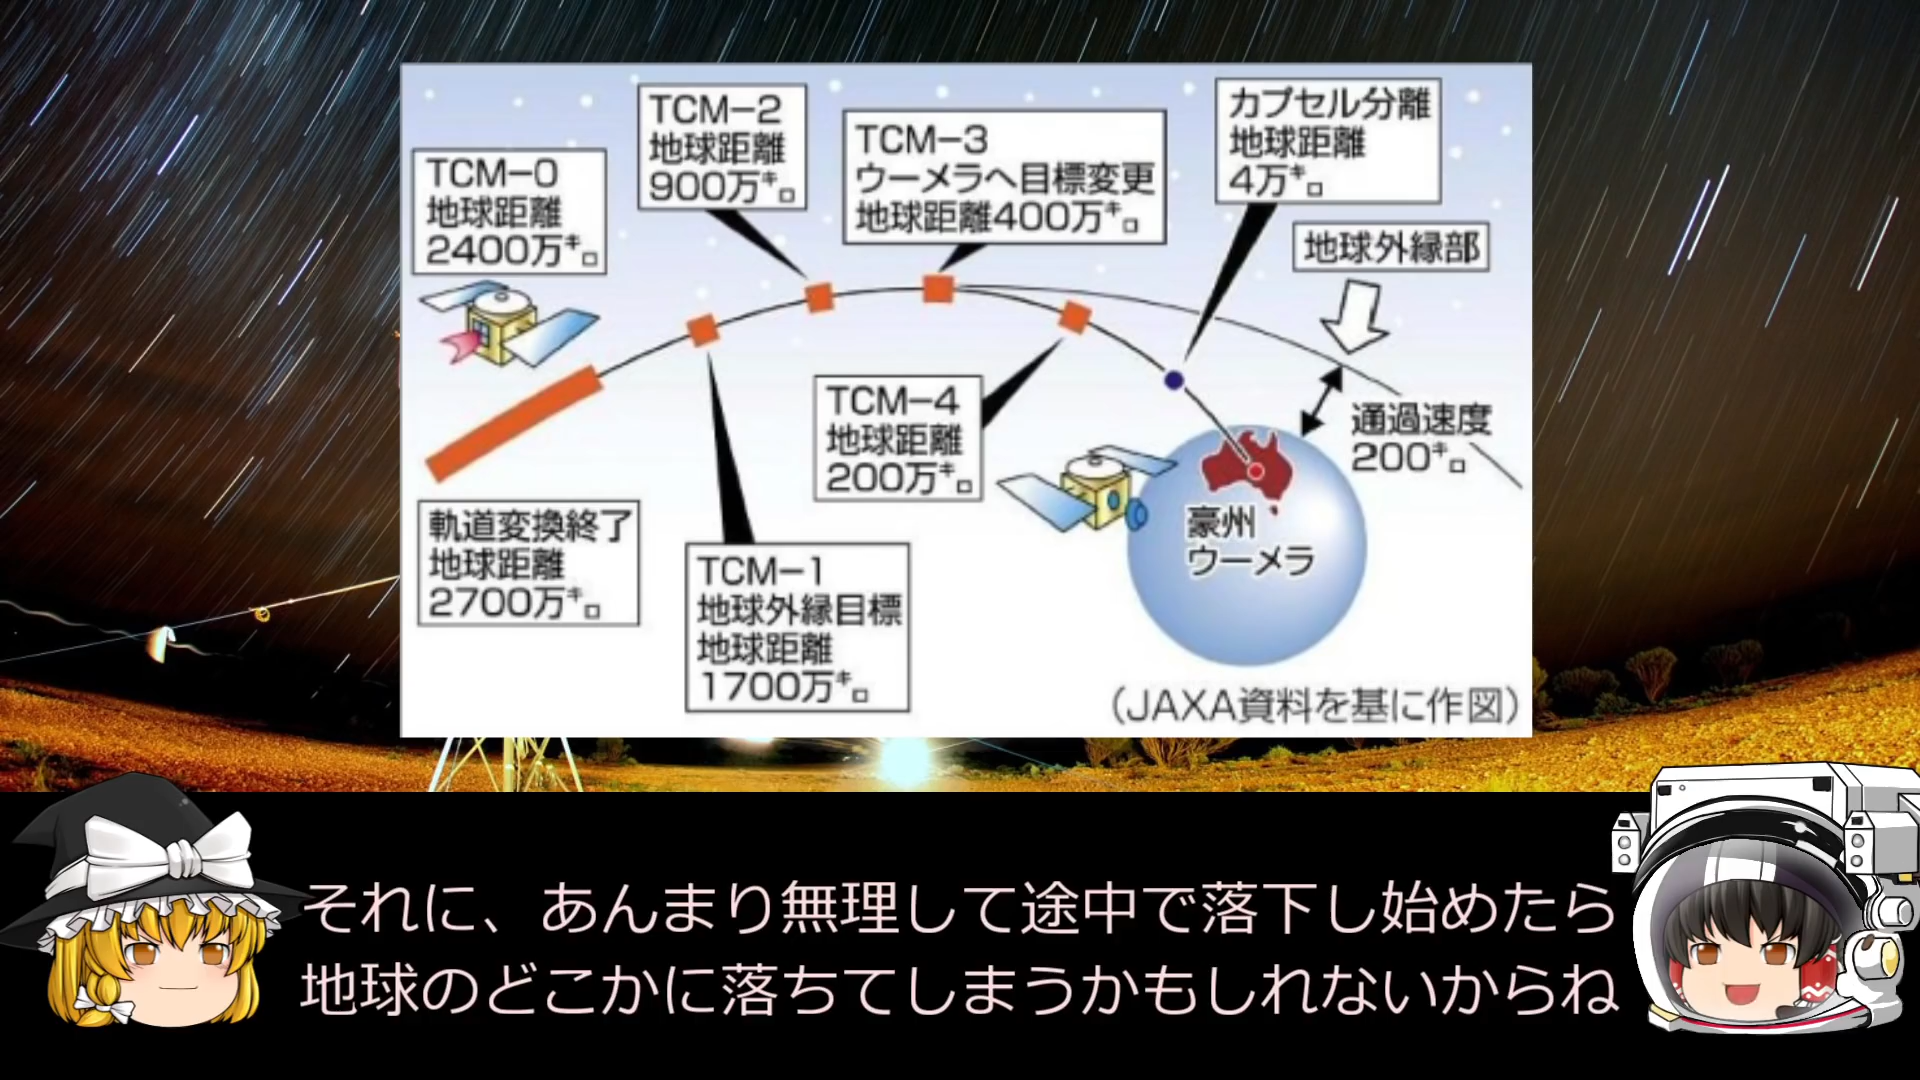 TCM−0
地球距離
2400万㌔
TCM−2
地球距離
900万㌔
TCM−3
ウーメラへ目標変更
地球距離400万㌔
カプセル分離
地球距離
4万㌔
地球外縁部
通過速度
200㌔
TCM−4
地球距離
200万㌔
軌道変換終了
地球距離
2700万㌔
TCM−1
地球外縁目標
地球距離
1700万㌔
豪州
ウーメラ
（JAXA資料を基に作図）
それに、あんまり無理して途中で落下し始めたら
地球のどこかに落ちてしまうかもしれないからね